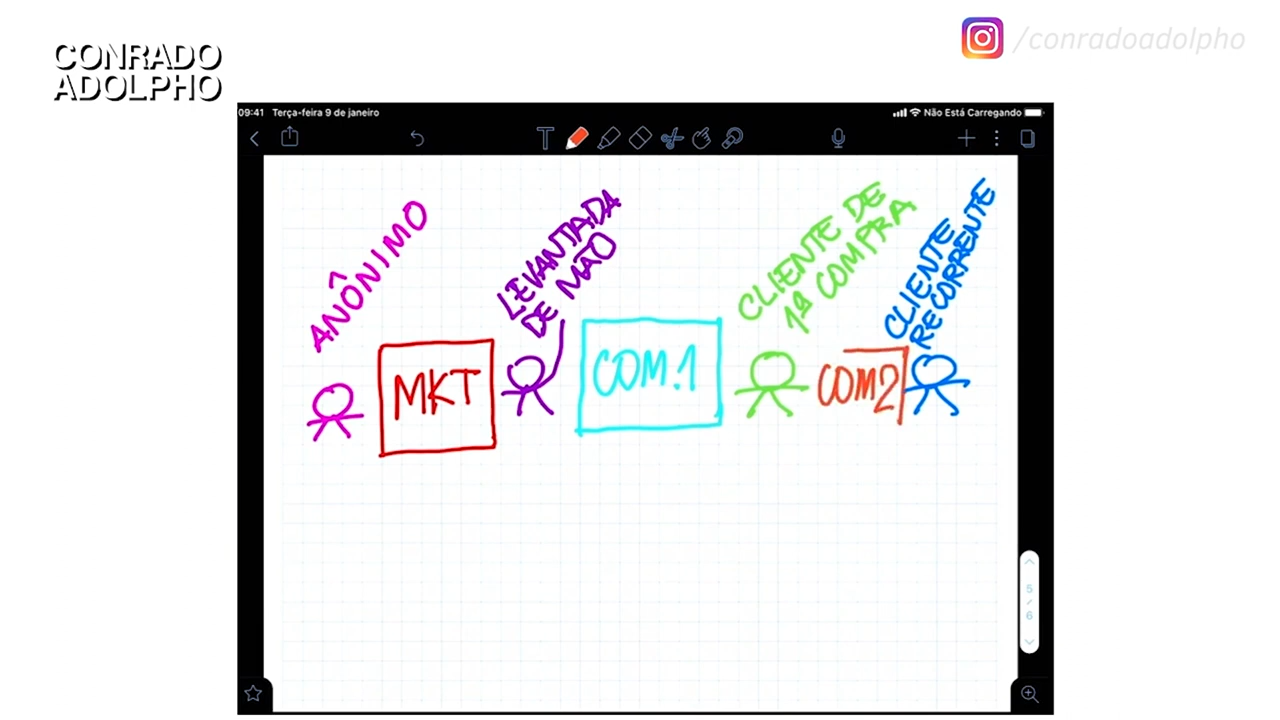 CONRADO
ADOLPHO
/conradoadolpho
09:41 Terça-feira 9 de janeiro
Não Está Carregando
T
ANÔNIMO
LEVANTADA
DE MÃO
CLIENTE DE
1ª COMPRA
CLIENTE
RECORRENTE
MKT
COM.1
COM2
5
/
6